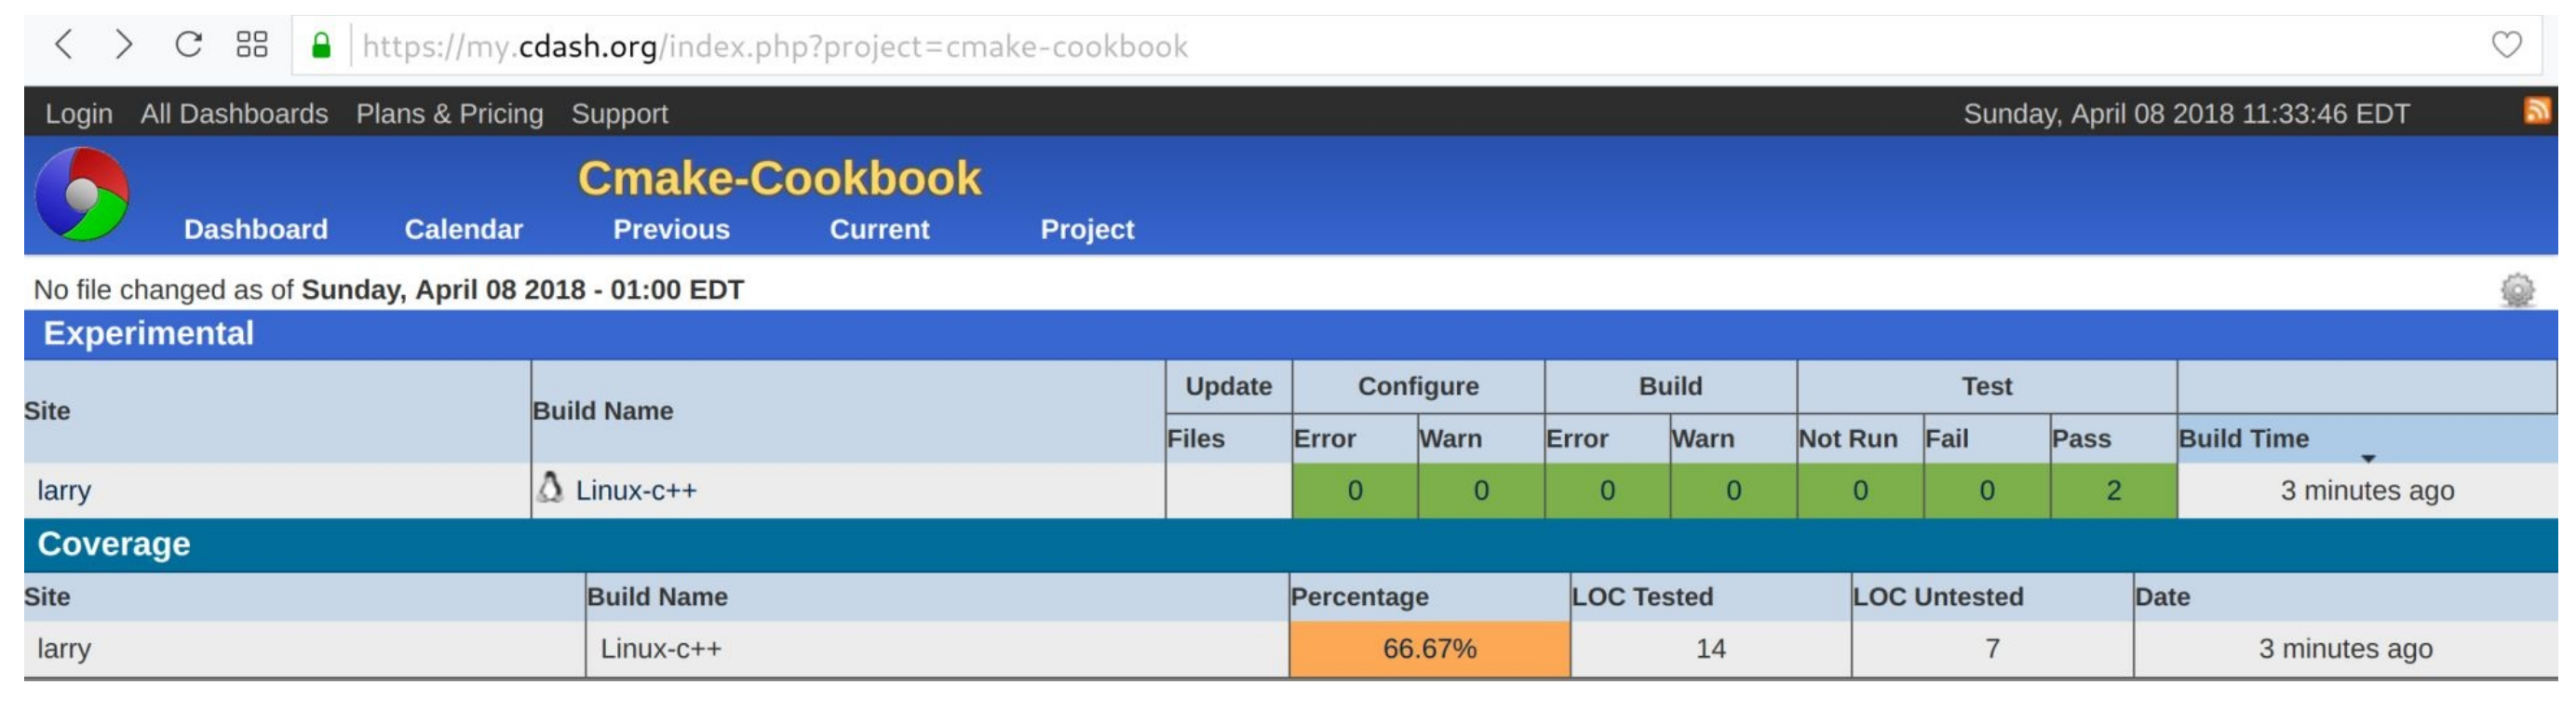 https://my.cdash.org/index.php?project=cmake-cookbook
Login All Dashboards Plans & Pricing Support Sunday, April 08 2018 11:33:46 EDT
Cmake-Cookbook
Dashboard Calendar Previous Current Project
No file changed as of Sunday, April 08 2018 - 01:00 EDT
Experimental
Site Build Name Update Configure Build Test
Files Error Warn Error Warn Not Run Fail Pass Build Time
larry Linux-c++ 0 0 0 0 0 0 2 3 minutes ago
Coverage
Site Build Name Percentage LOC Tested LOC Untested Date
larry Linux-c++ 66.67% 14 7 3 minutes ago